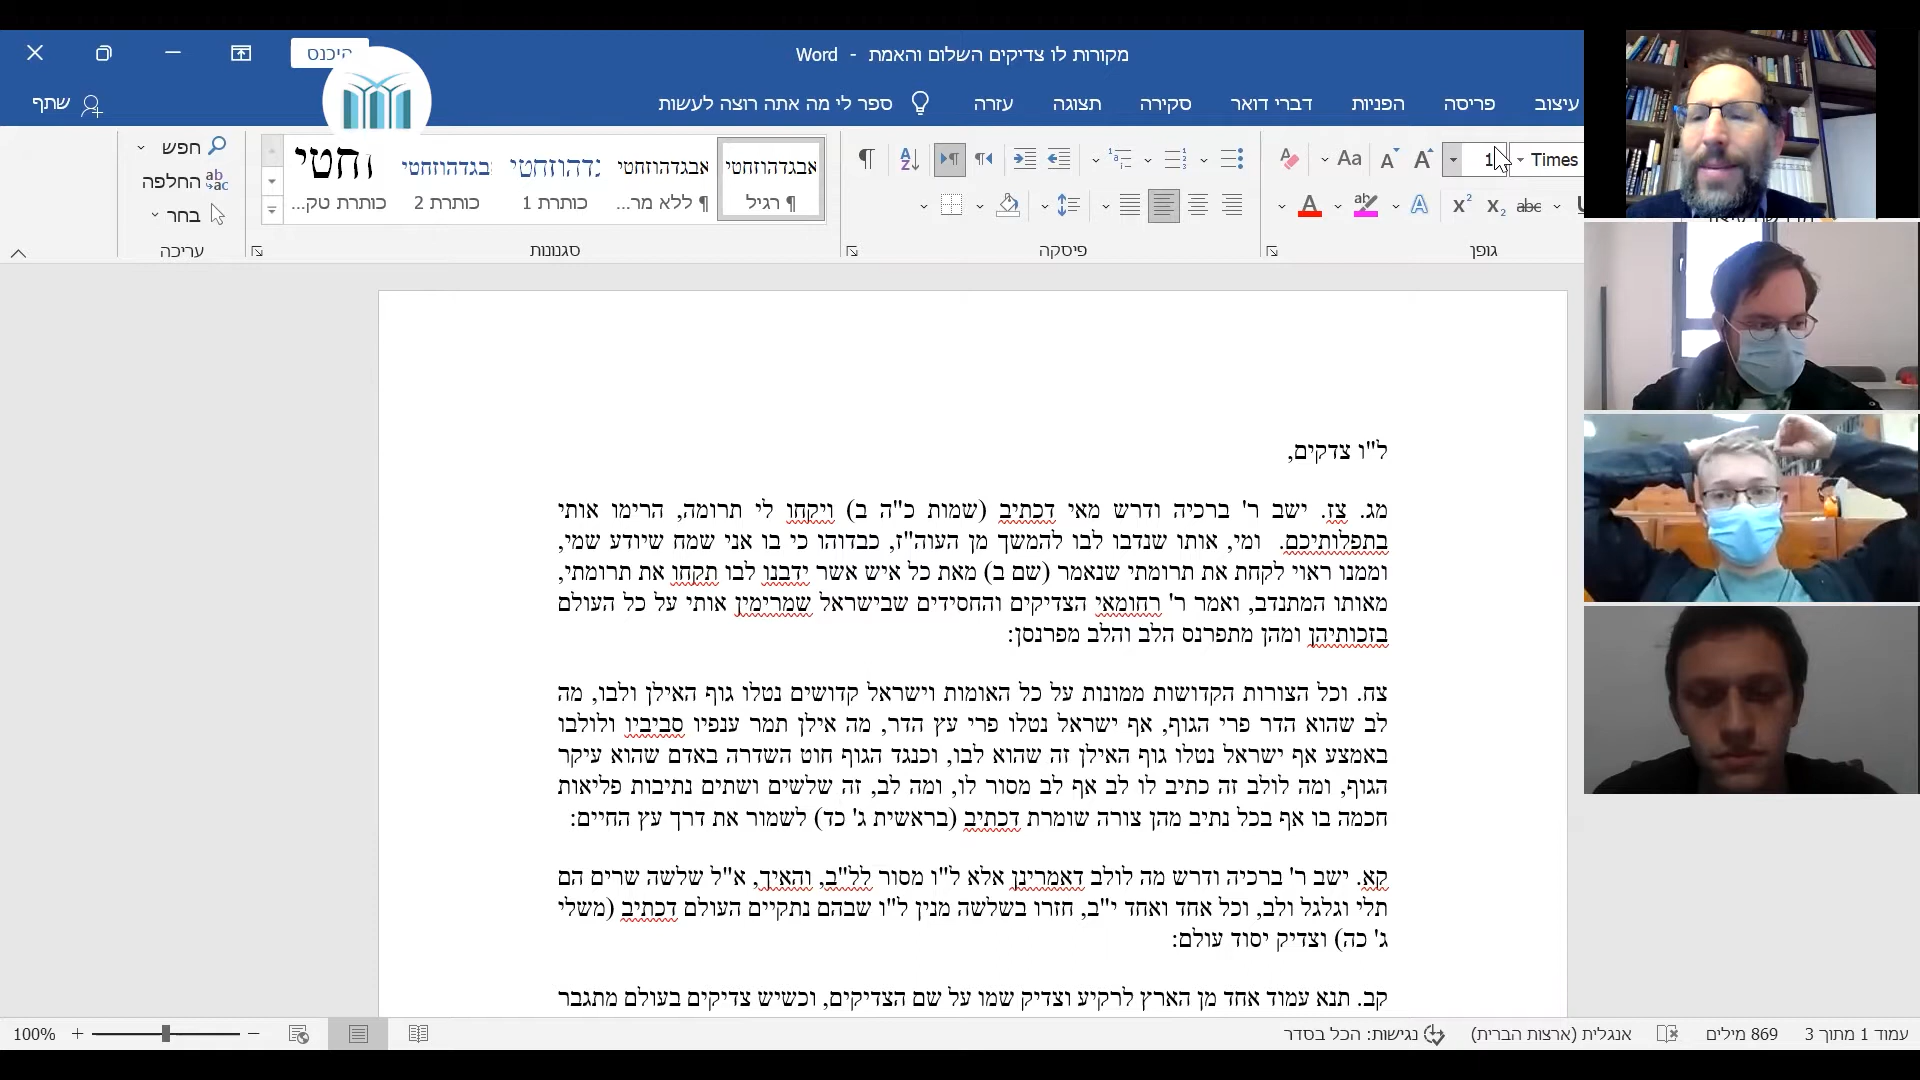 היכנס
מקורות לו צדיקים השלום והאמת - Word
עיצוב פריסה הפניות דברי דואר סקירה תצוגה עזרה ספר לי מה אתה רוצה לעשות שתף
Times 1
Aa
abc
גופן
פיסקה
אבגדהוזחטי
רגיל ¶
אבגדהוזחטי
¶ ללא מר...
כותרת 1
כותרת 2
כותרת טק...
סגנונות
חפש
החלפה
בחר
עריכה
ל"ו צדקים,
מג. צז. ישב ר' ברכיה ודרש מאי דכתיב (שמות כ"ה ב) ויקחו לי תרומה, הרימו אותי
בתפלותיכם. ומי, אותו שנדבו לבו להמשך מן העוה"ז, כבדוהו כי בו אני שמח שיודע שמי,
וממנו ראוי לקחת את תרומתי שנאמר (שם ב) מאת כל איש אשר ידבנו לבו תקחו את תרומתי,
מאותו המתנדב, ואמר ר' רחומאי הצדיקים והחסידים שבישראל שמרימין אותי על כל העולם
בזכותיהן ומהן מתפרנס הלב והלב מפרנסן:
צח. וכל הצורות הקדושות ממונות על כל האומות וישראל קדושים נטלו גוף האילן ולבו, מה
לב שהוא הדר פרי הגוף, אף ישראל נטלו פרי עץ הדר, מה אילן תמר ענפיו סביביו ולולבו
באמצע אף ישראל נטלו גוף האילן זה שהוא לבו, וכנגד הגוף חוט השדרה באדם שהוא עיקר
הגוף, ומה לולב זה כתיב לו לב אף לב מסור לו, ומה לב, זה שלשים ושתים נתיבות פליאות
חכמה בו אף בכל נתיב מהן צורה שומרת דכתיב (בראשית ג' כד) לשמור את דרך עץ החיים:
קא. ישב ר' ברכיה ודרש מה לולב דאמרינן אלא ל"ו מסור לל"ב, והאיך, א"ל שלשה שרים הם
תלי וגלגל ולב, וכל אחד ואחד י"ב, חזרו בשלשה מנין ל"ו שבהם נתקיים העולם דכתיב (משלי
ג' כה) וצדיק יסוד עולם:
קב. תנא עמוד אחד מן הארץ לרקיע וצדיק שמו על שם הצדיקים, וכשיש צדיקים בעולם מתגבר
עמוד 1 מתוך 3 869 מילים אנגלית (ארצות הברית) נגישות: הכל בסדר 100%